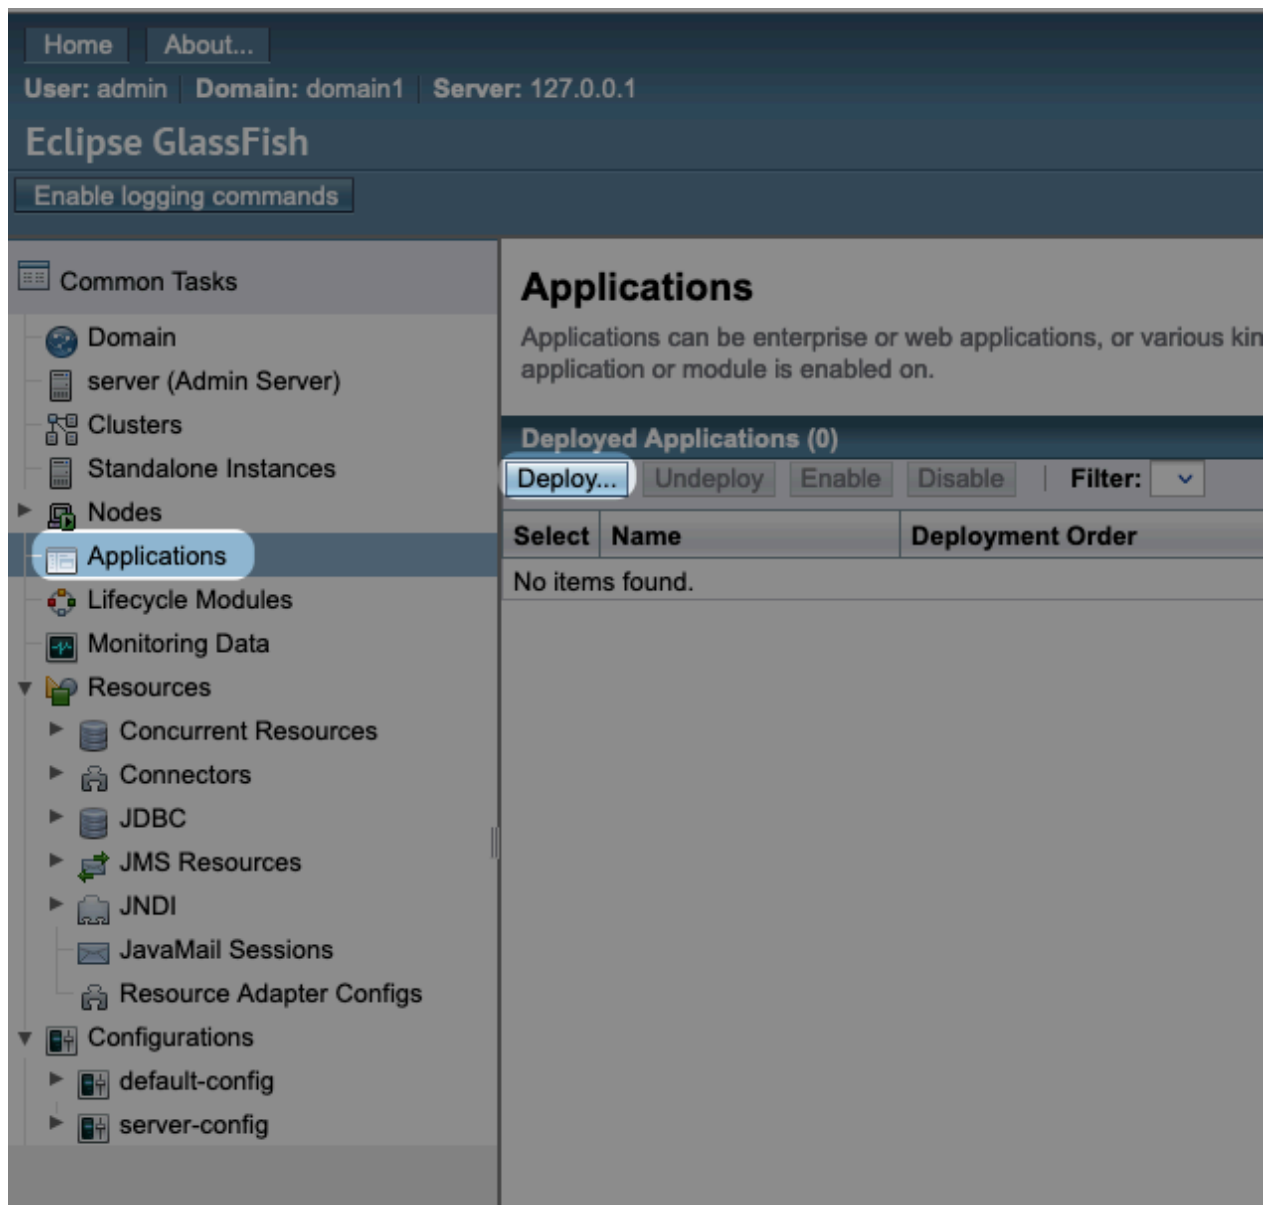 Home About...
User: admin Domain: domain1 Server: 127.0.0.1
Eclipse GlassFish
Enable logging commands
Common Tasks
Domain
server (Admin Server)
Clusters
Standalone Instances
Nodes
Applications
Lifecycle Modules
Monitoring Data
Resources
Concurrent Resources
Connectors
JDBC
JMS Resources
JNDI
JavaMail Sessions
Resource Adapter Configs
Configurations
default-config
server-config
Applications
Applications can be enterprise or web applications, or various kin
application or module is enabled on.
Deployed Applications (0)
Deploy... Undeploy Enable Disable Filter:
Select Name Deployment Order
No items found.